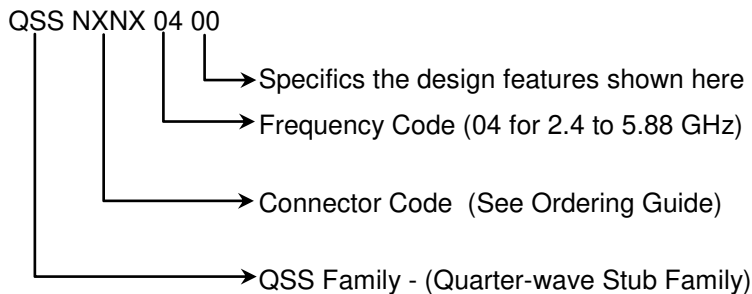 QSS NXNX 04 00
Specifics the design features shown here
Frequency Code (04 for 2.4 to 5.88 GHz)
Connector Code (See Ordering Guide)
QSS Family - (Quarter-wave Stub Family)